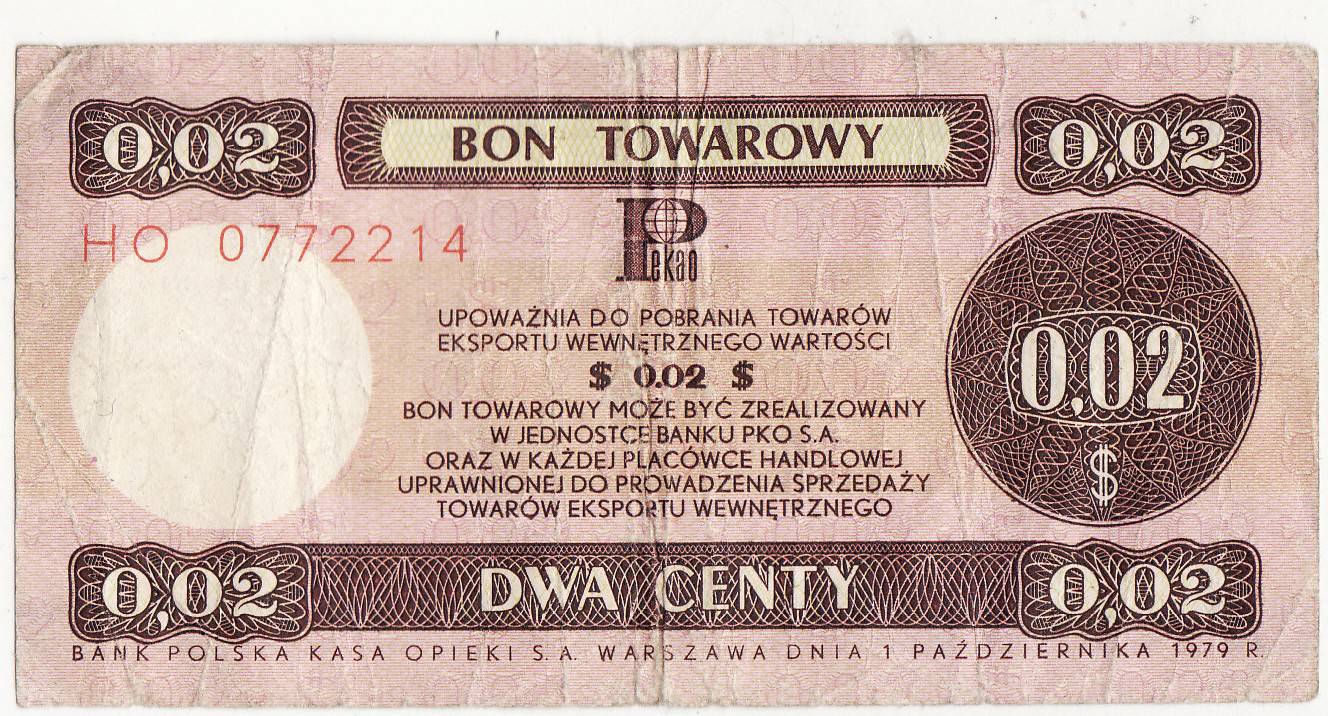 0,02 BON TOWAROWY 0,02
HO 0772214
Pekao
UPOWAŻNIA DO POBRANIA TOWARÓW
EKSPORTU WEWNĘTRZNEGO WARTOŚCI
$ 0.02 $
BON TOWAROWY MOŻE BYĆ ZREALIZOWANY
W JEDNOSTCE BANKU PKO S.A.
ORAZ W KAŻDEJ PLACÓWCE HANDLOWEJ
UPRAWNIONEJ DO PROWADZENIA SPRZEDAŻY
TOWARÓW EKSPORTU WEWNĘTRZNEGO
0,02
$
0,02 DWA CENTY 0,02
BANK POLSKA KASA OPIEKI S.A. WARSZAWA DNIA 1 PAŹDZIERNIKA 1979 R.